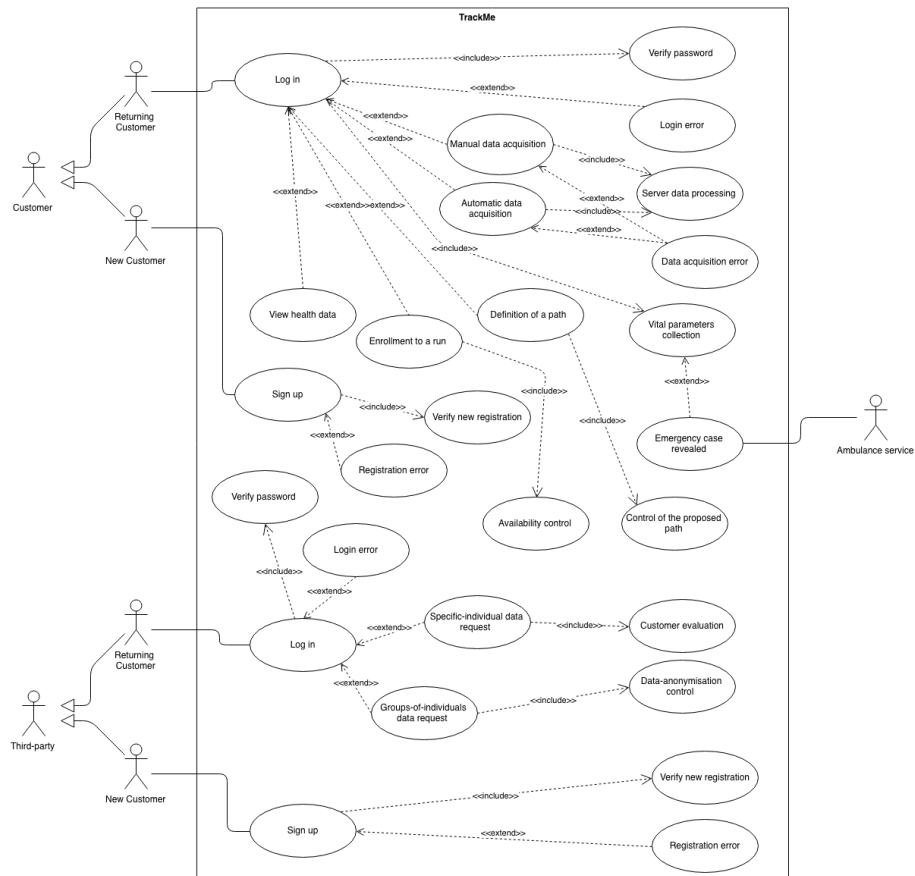 TrackMe
Verify password
<<include>>
Log in
<<extend>>
Returning
Customer
Login error
<<extend>>
Manual data acquisition
<<extend>>
<<include>>
Customer
<<extend>>
Server data processing
<<extend>>
Automatic data
acquisition
<<extend>>
<<extend>>
<<include>>
<<extend>>
<<include>>
New Customer
Data acquisition error
View health data
Definition of a path
Vital parameters
collection
Enrollment to a run
<<extend>>
<<include>>
Sign up
<<include>>
Verify new registration
<<include>>
<<extend>>
Emergency case
revealed
Ambulance service
Registration error
Verify password
Availability control
Control of the proposed
path
Login error
<<include>>
<<extend>>
Returning
Customer
Log in
<<extend>>
Specific-individual data
request
<<include>>
Customer evaluation
<<extend>>
Data-anonymisation
control
Groups-of-individuals
data request
<<include>>
Third-party
New Customer
Verify new registration
<<include>>
Sign up
<<extend>>
Registration error